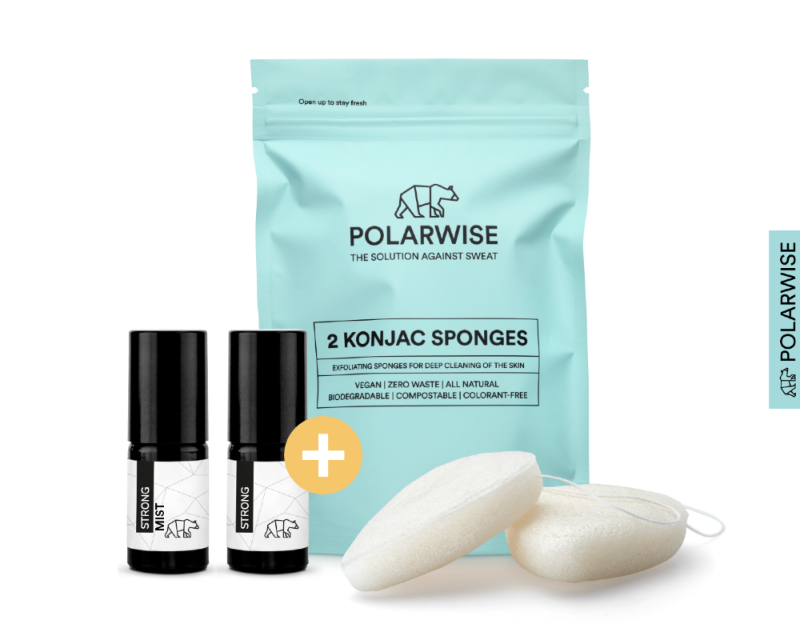 Open up to stay fresh
POLARWISE
THE SOLUTION AGAINST SWEAT
2 KONJAC SPONGES
EXFOLIATING SPONGES FOR DEEP CLEANING OF THE SKIN
VEGAN | ZERO WASTE | ALL NATURAL
BIODEGRADABLE | COMPOSTABLE | COLORANT-FREE
STRONG
MIST
STRONG
+
POLARWISE